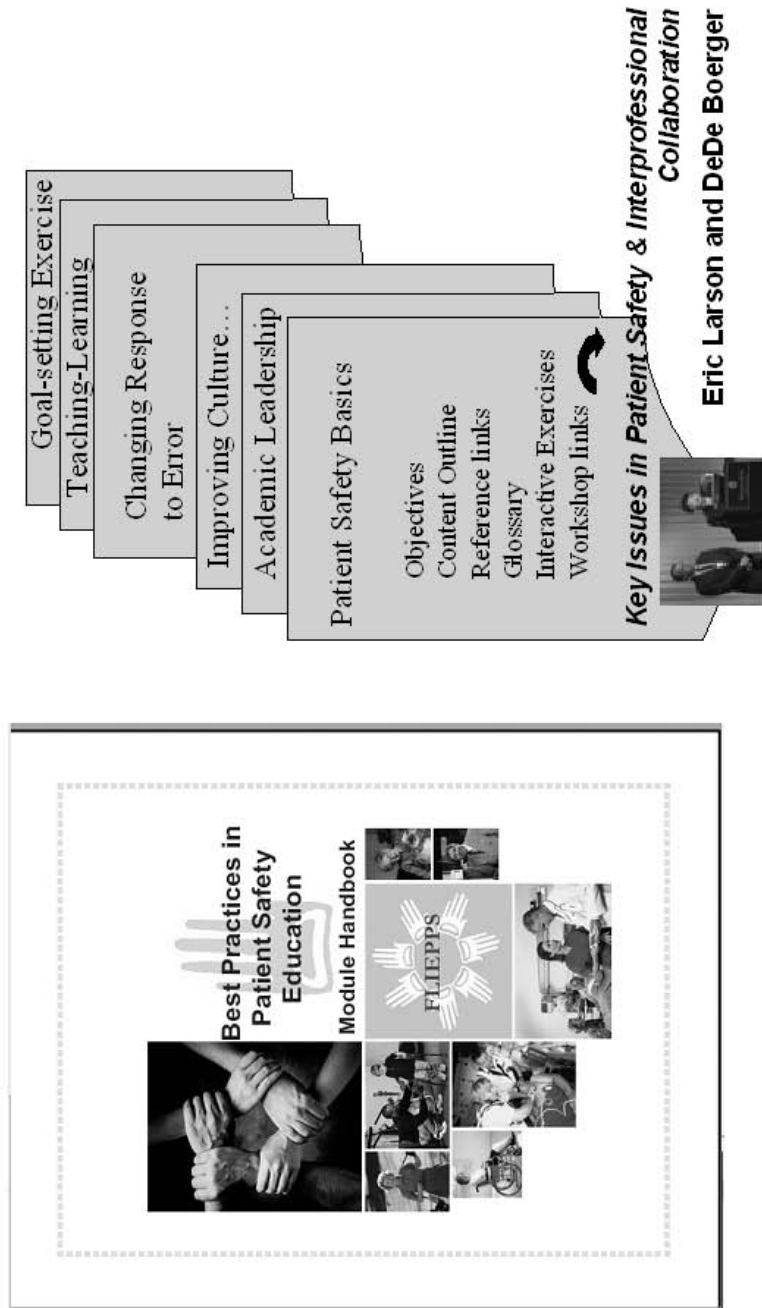 Best Practices in
Patient Safety
Education
Module Handbook
FLIEPPS
Goal-setting Exercise
Teaching-Learning
Changing Response
to Error
Improving Culture…
Academic Leadership
Patient Safety Basics
Objectives
Content Outline
Reference links
Glossary
Interactive Exercises
Workshop links
Key Issues in Patient Safety & Interprofessional
Collaboration
Eric Larson and DeDe Boerger